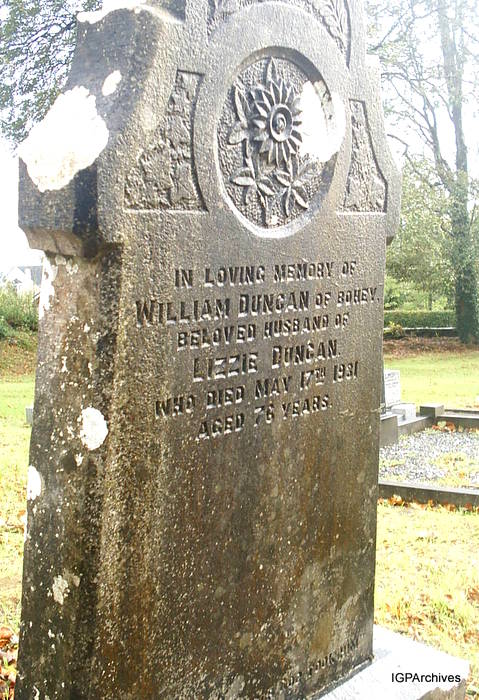 IN LOVING MEMORY OF
WILLIAM DUNCAN OF BOHEY,
BELOVED HUSBAND OF
LIZZIE DUNCAN.
WHO DIED MAY 17TH 1931
AGED 76 YEARS.
IGPArchives